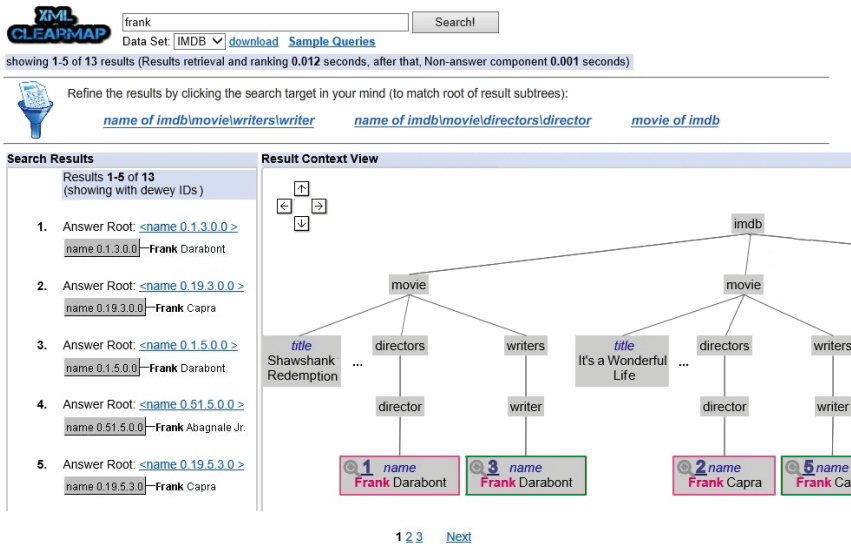 XML
CLEARMAP
frank
Search!
Data Set: IMDB download Sample Queries
showing 1-5 of 13 results (Results retrieval and ranking 0.012 seconds, after that, Non-answer component 0.001 seconds)
Refine the results by clicking the search target in your mind (to match root of result subtrees):
name of imdb\movie\writers\writer name of imdb\movie\directors\director movie of imdb
Search Results
Results 1-5 of 13
(showing with dewey IDs)
1. Answer Root: <name 0.1.3.0.0 >
name 0.1.3.0.0 Frank Darabont
2. Answer Root: <name 0.19.3.0.0 >
name 0.19.3.0.0 Frank Capra
3. Answer Root: <name 0.1.5.0.0 >
name 0.1.5.0.0 Frank Darabont
4. Answer Root: <name 0.51.5.0.0 >
name 0.51.5.0.0 Frank Abagnale Jr.
5. Answer Root: <name 0.19.5.3.0 >
name 0.19.5.3.0 Frank Capra
Result Context View
imdb
movie movie
title directors writers title directors writers
Shawshank ... It's a Wonderful ...
Redemption Life
director writer director writer
1 name 3 name 2 name 5 name
Frank Darabont Frank Darabont Frank Capra Frank Ca
1 2 3 Next